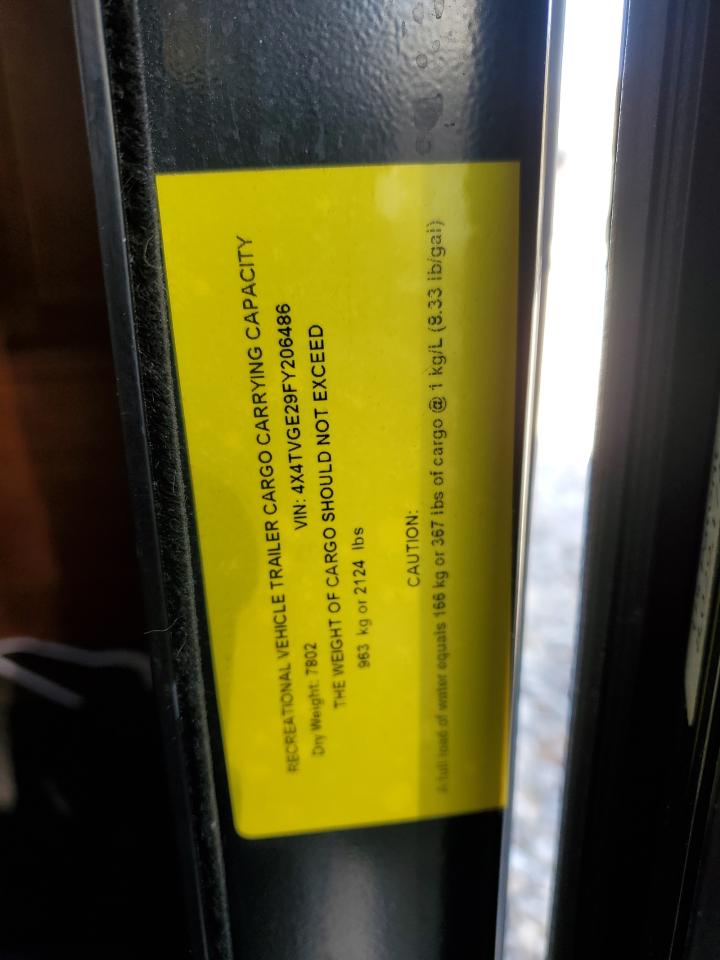 RECREATIONAL VEHICLE TRAILER CARGO CARRYING CAPACITY
VIN: 4X4TVGE29FY206486
Dry Weight: 7802
THE WEIGHT OF CARGO SHOULD NOT EXCEED
963 kg or 2124 lbs
CAUTION:
A full load of water equals 166 kg or 367 lbs of cargo @ 1 kg/L (8.33 lb/gal)